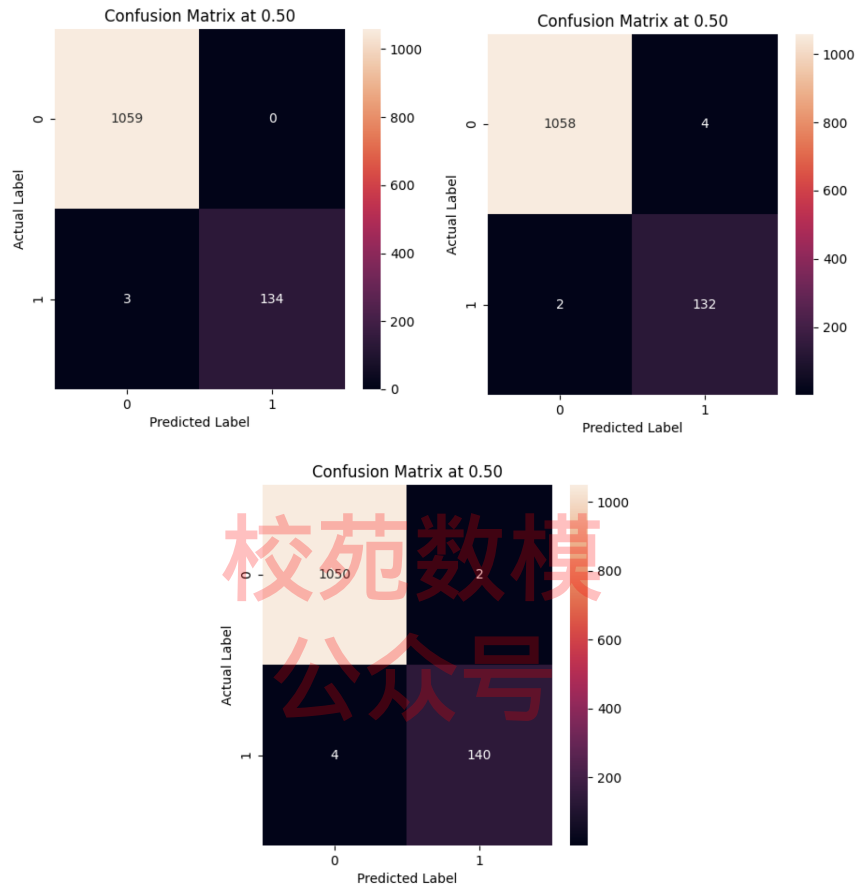 Confusion Matrix at 0.50
1059 0
3 134
0
1
Actual Label
0 1
Predicted Label
1000
800
600
400
200
0
Confusion Matrix at 0.50
1058 4
2 132
0
1
Actual Label
0 1
Predicted Label
1000
800
600
400
200
Confusion Matrix at 0.50
1050 2
4 140
0
1
Actual Label
0 1
Predicted Label
1000
800
600
400
200
校苑数模
公众号